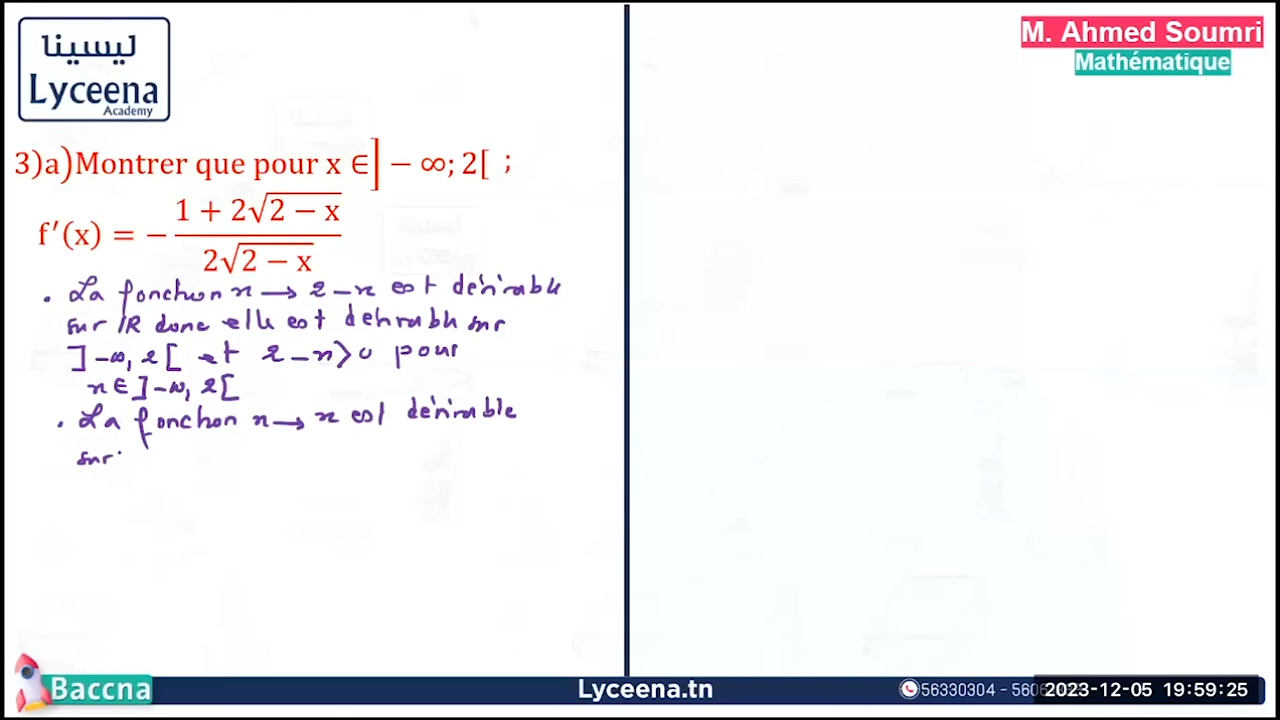 ليسينا
Lyceena
Academy
M. Ahmed Soumri
Mathématique
3)a)Montrer que pour x ∈]−∞; 2[ ;
f′(x) = −(1 + 2√(2 − x))/(2√(2 − x))
. La fonction x → 2−x est dérivable
sur IR donc elle est dérivable sur
]−∞, 2[ et 2−x>0 pour
x ∈ ]−∞, 2[
. La fonction x → x est dérivable
sur
Baccna
Lyceena.tn
56330304 - 560
2023-12-05 19:59:25